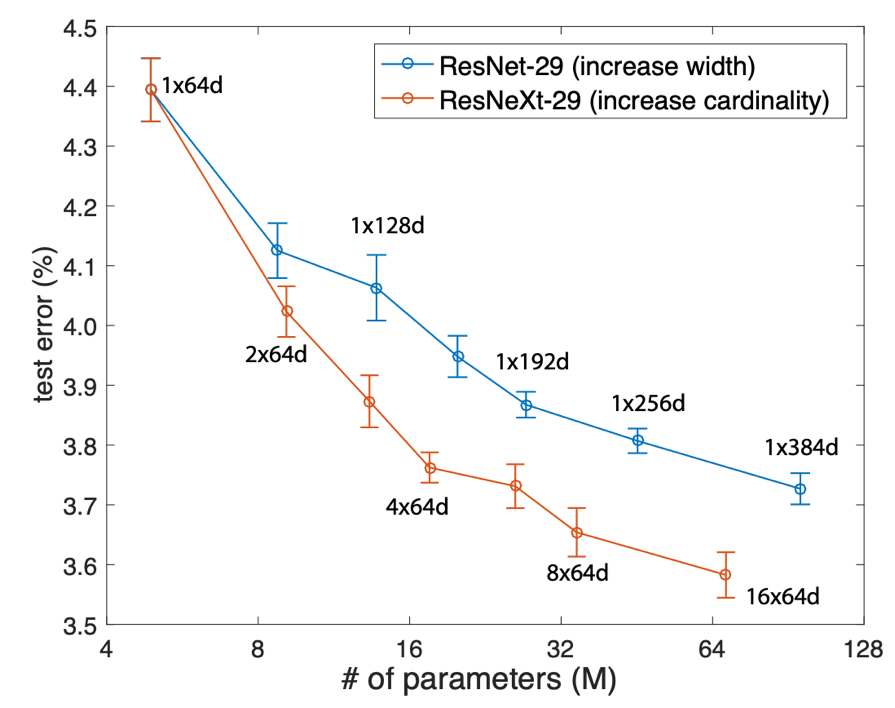 4.5
4.4
4.3
4.2
4.1
4.0
3.9
3.8
3.7
3.6
3.5
test error (%)
ResNet-29 (increase width)
ResNeXt-29 (increase cardinality)
1x64d
1x128d
2x64d
1x192d
1x256d
1x384d
4x64d
8x64d
16x64d
4 8 16 32 64 128
# of parameters (M)